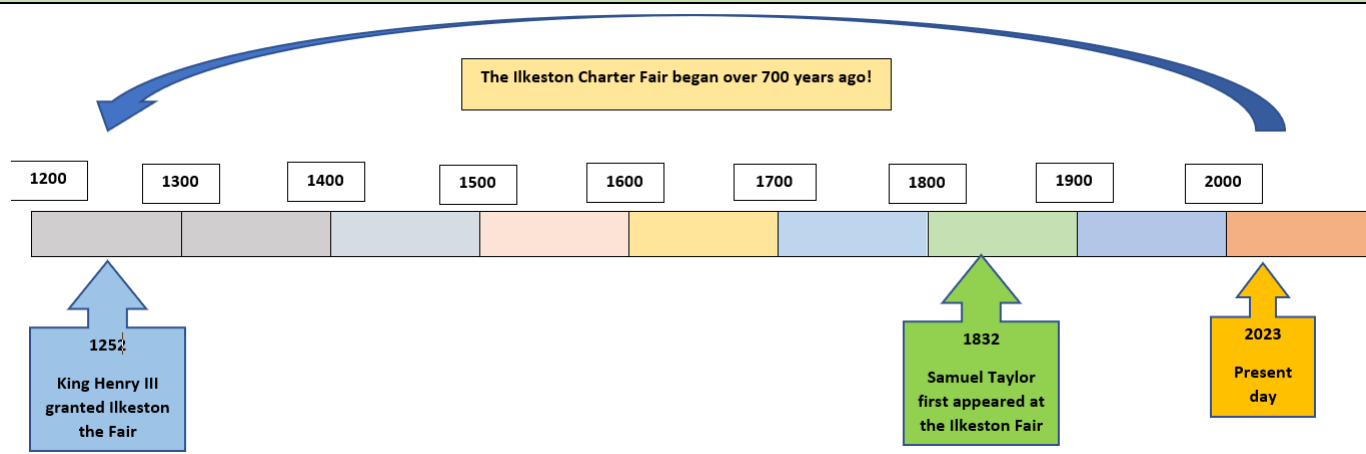 The Ilkeston Charter Fair began over 700 years ago!
1200
1300
1400
1500
1600
1700
1800
1900
2000
1252
King Henry III
granted Ilkeston
the Fair
1832
Samuel Taylor
first appeared at
the Ilkeston Fair
2023
Present
day